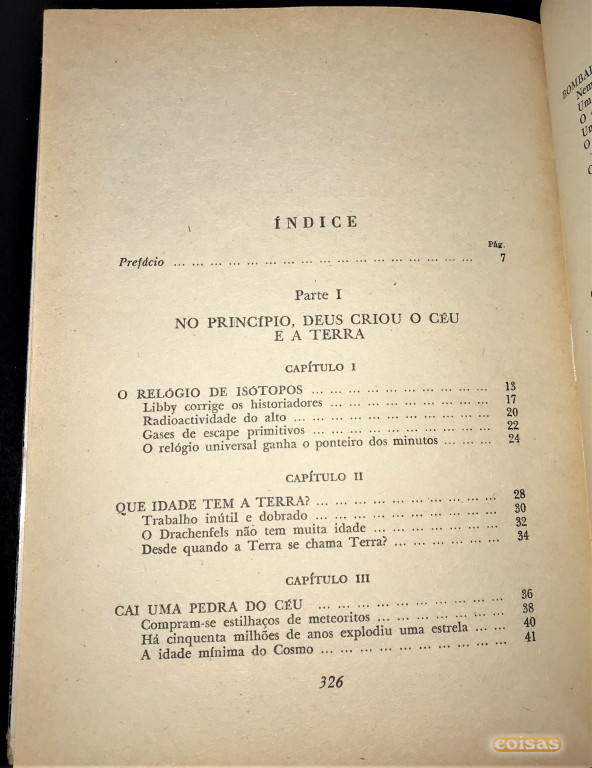 ÍNDICE
Pág.
Prefácio ... ... ... ... ... ... ... ... ... ... ... ... ... ... ... ... 7
Parte I
NO PRINCÍPIO, DEUS CRIOU O CÉU
E A TERRA
CAPÍTULO I
O RELÓGIO DE ISÓTOPOS ... ... ... ... ... ... ... ... ... 13
Libby corrige os historiadores ... ... ... ... ... ... ... ... ... 17
Radioactividade do alto ... ... ... ... ... ... ... ... ... ... ... 20
Gases de escape primitivos ... ... ... ... ... ... ... ... ... ... 22
O relógio universal ganha o ponteiro dos minutos ... ... ... 24
CAPÍTULO II
QUE IDADE TEM A TERRA? ... ... ... ... ... ... ... ... ... ... 28
Trabalho inútil e dobrado ... ... ... ... ... ... ... ... ... ... 30
O Drachenfels não tem muita idade ... ... ... ... ... ... ... 32
Desde quando a Terra se chama Terra? ... ... ... ... ... ... 34
CAPÍTULO III
CAI UMA PEDRA DO CÉU ... ... ... ... ... ... ... ... ... ... 36
Compram-se estilhaços de meteoritos ... ... ... ... ... ... ... 38
Há cinquenta milhões de anos explodiu uma estrela ... ... 40
A idade mínima do Cosmo ... ... ... ... ... ... ... ... ... ... 41
326
Um
O
O
coisas